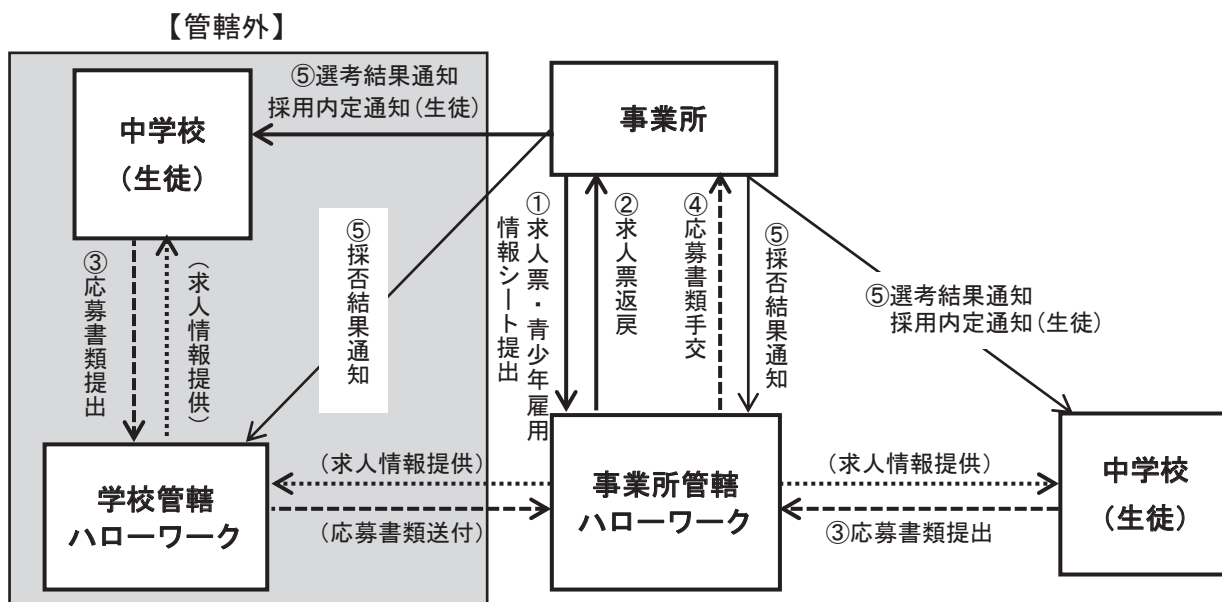 【管轄外】
中学校
(生徒)
⑤選考結果通知
採用内定通知(生徒)
事業所
③応募書類提出
(求人情報提供)
⑤採否結果通知
①求人票・青少年雇用
情報シート提出
②求人票返戻
④応募書類手交
⑤採否結果通知
⑤選考結果通知
採用内定通知(生徒)
学校管轄
ハローワーク
(求人情報提供)
(応募書類送付)
事業所管轄
ハローワーク
(求人情報提供)
③応募書類提出
中学校
(生徒)